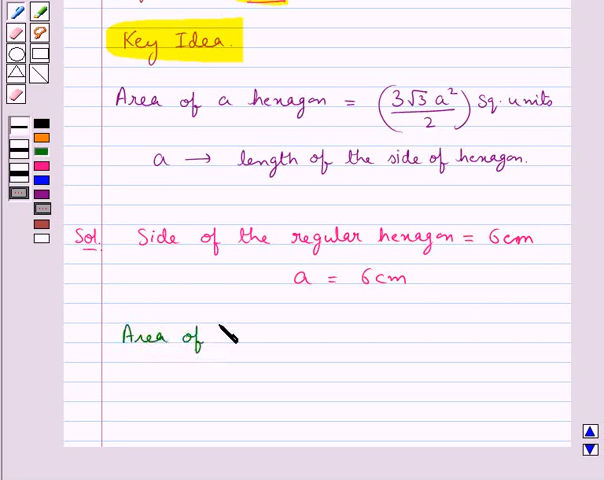 Key Idea.
Area of a hexagon = (3√3 a²/2) sq. units
a → length of the side of hexagon.
Sol. Side of the regular hexagon = 6cm
a = 6cm
Area of